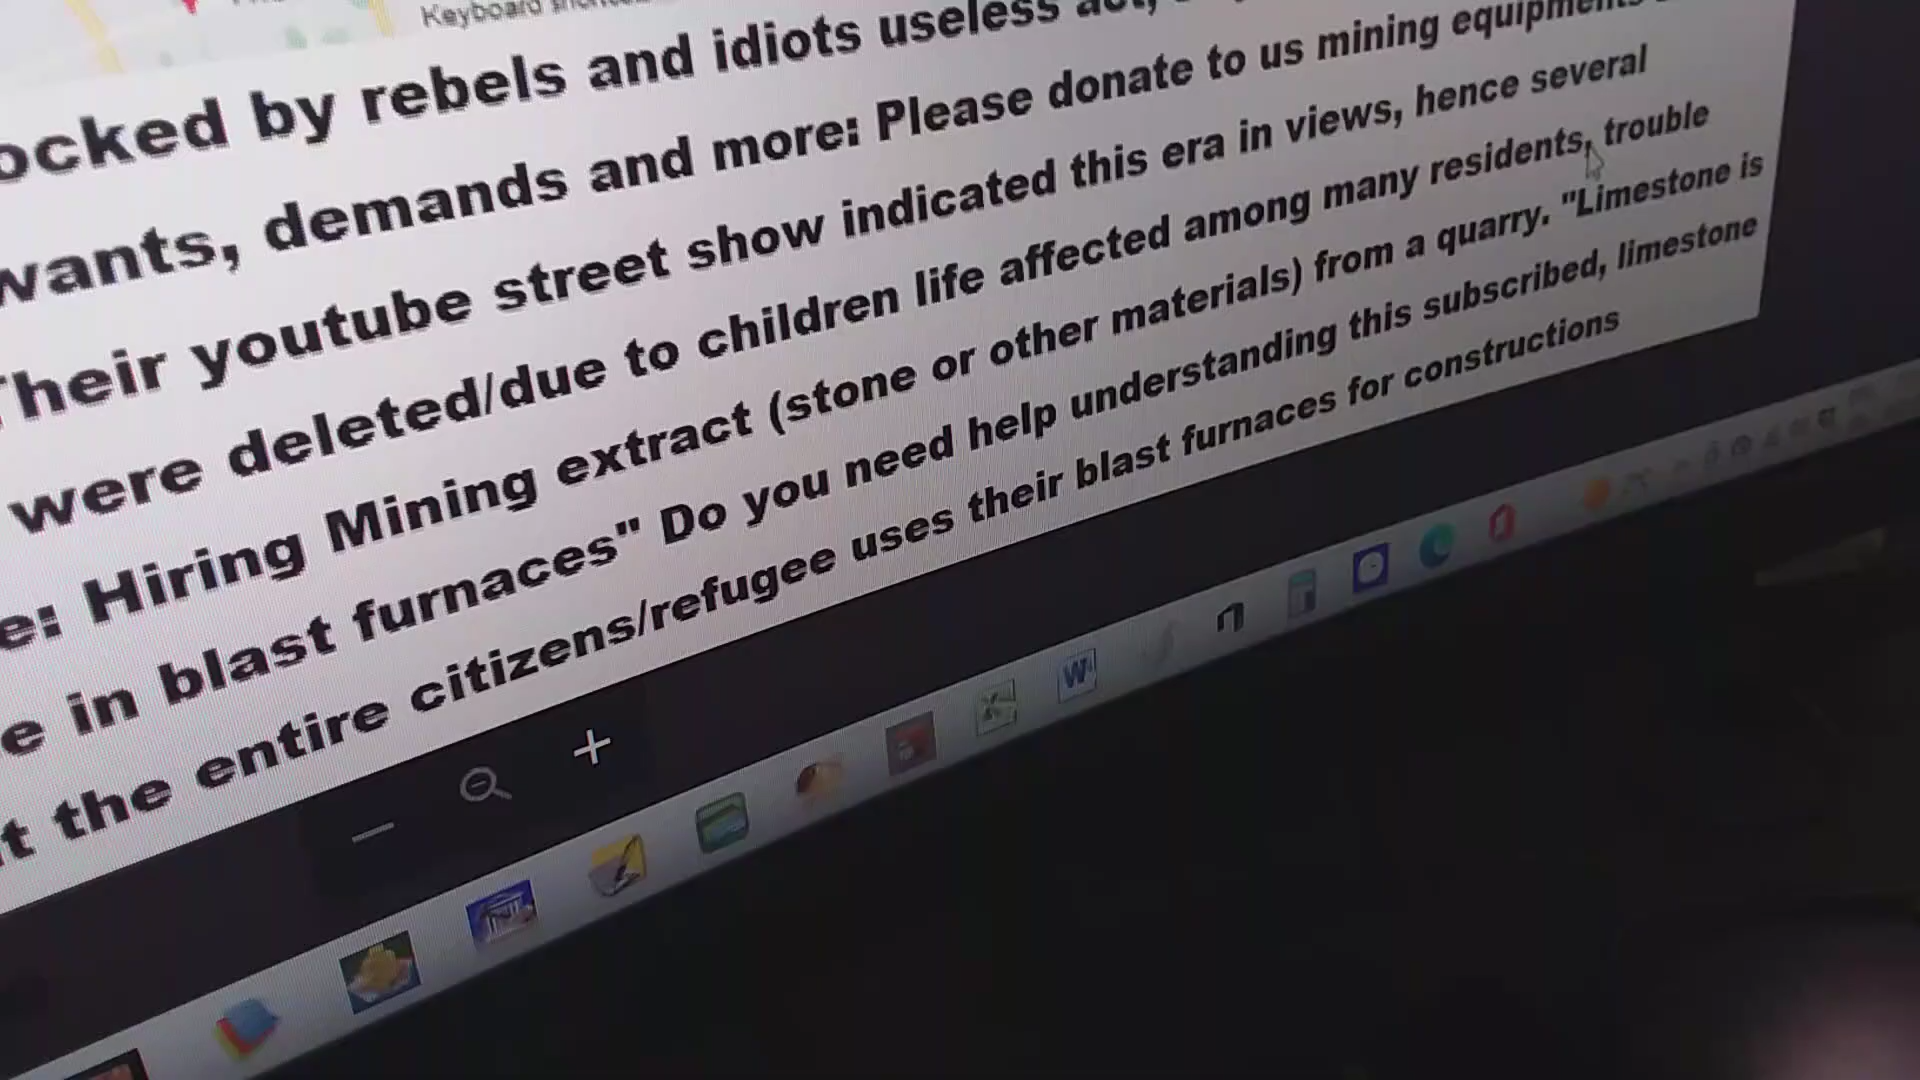 Keyboard
ocked by rebels and idiots useless
wants, demands and more: Please donate to us mining equipments
Their youtube street show indicated this era in views, hence several
were deleted/due to children life affected among many residents, trouble
e: Hiring Mining extract (stone or other materials) from a quarry. "Limestone is
e in blast furnaces" Do you need help understanding this subscribed, limestone
t the entire citizens/refugee uses their blast furnaces for constructions
W